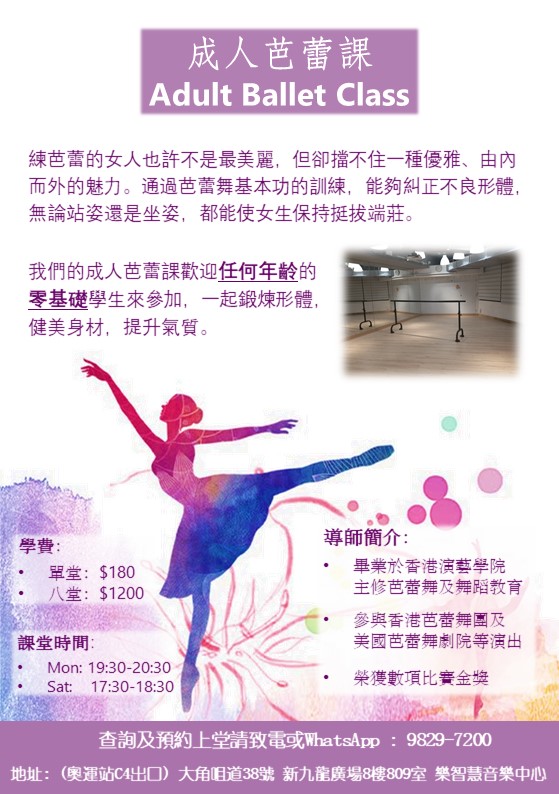 成人芭蕾課
Adult Ballet Class
練芭蕾的女人也許不是最美麗，但卻擋不住一種優雅、由內
而外的魅力。通過芭蕾舞基本功的訓練，能夠糾正不良形體，
無論站姿還是坐姿，都能使女生保持挺拔端莊。
我們的成人芭蕾課歡迎任何年齡的
零基礎學生來參加，一起鍛煉形體，
健美身材，提升氣質。
學費：
• 單堂：$180
• 八堂：$1200
課堂時間：
• Mon: 19:30-20:30
• Sat: 17:30-18:30
導師簡介：
• 畢業於香港演藝學院
主修芭蕾舞及舞蹈教育
• 參與香港芭蕾舞團及
美國芭蕾舞劇院等演出
• 榮獲數項比賽金獎
查詢及預約上堂請致電或WhatsApp : 9829-7200
地址：(奧運站C4出口) 大角咀道38號 新九龍廣場8樓809室 樂智慧音樂中心